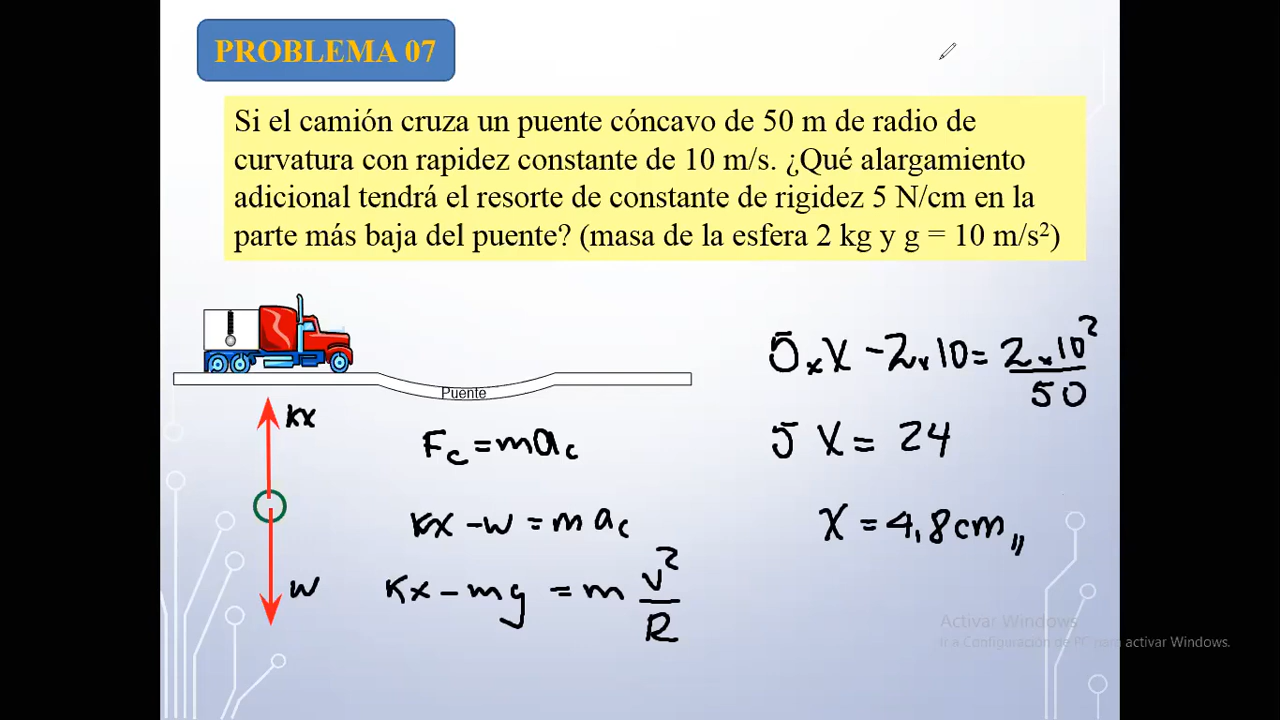 PROBLEMA 07
Si el camión cruza un puente cóncavo de 50 m de radio de
curvatura con rapidez constante de 10 m/s. ¿Qué alargamiento
adicional tendrá el resorte de constante de rigidez 5 N/cm en la
parte más baja del puente? (masa de la esfera 2 kg y g = 10 m/s²)
Puente
kx
w
Fc = mac
kx - w = m ac
kx - mg = m v²/R
5 x X - 2 x 10 = 2 x 10²/50
5 X = 24
X = 4,8 cm,,
Activar Windows
Ir a Configuración de PC para activar Windows.